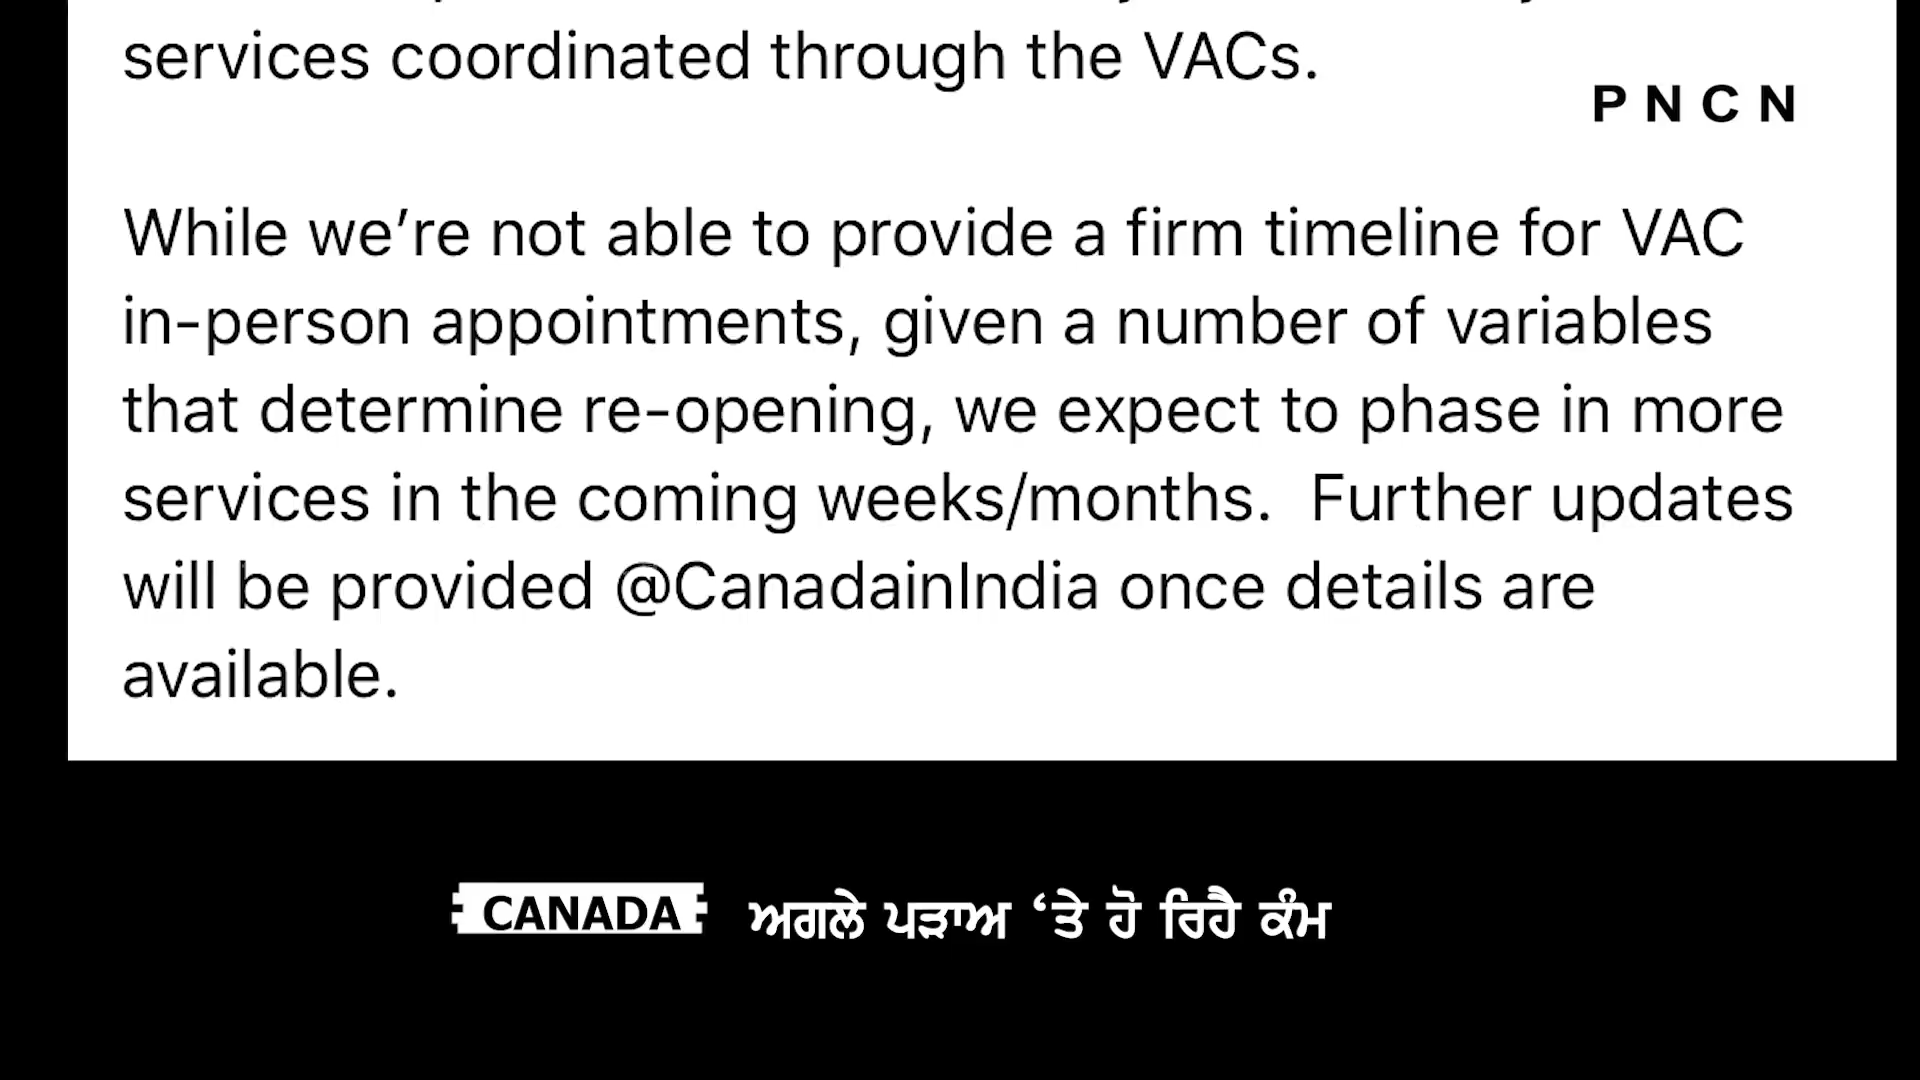 services coordinated through the VACs.
PNCN
While we’re not able to provide a firm timeline for VAC
in-person appointments, given a number of variables
that determine re-opening, we expect to phase in more
services in the coming weeks/months.  Further updates
will be provided @CanadainIndia once details are
available.
CANADA ਅਗਲੇ ਪੜਾਅ ‘ਤੇ ਹੋ ਰਿਹੈ ਕੰਮ